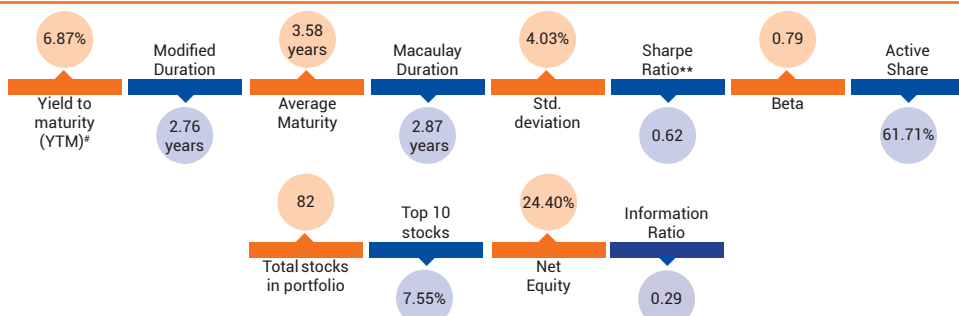 6.87%
Yield to
maturity
(YTM)#
Modified
Duration
2.76
years
3.58
years
Average
Maturity
Macaulay
Duration
2.87
years
4.03%
Std.
deviation
Sharpe
Ratio**
0.62
0.79
Beta
Active
Share
61.71%
82
Total stocks
in portfolio
Top 10
stocks
7.55%
24.40%
Net
Equity
Information
Ratio
0.29